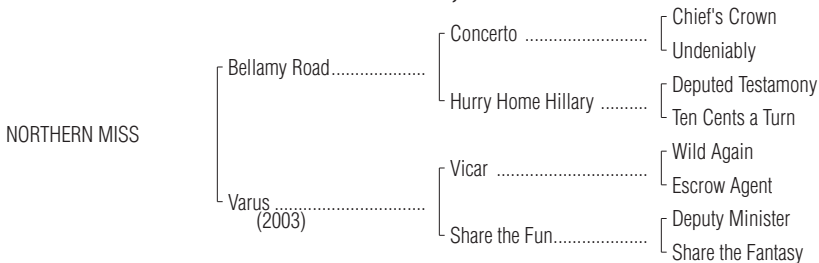 Chief's Crown
Concerto ............................
Undeniably
Bellamy Road.....................
Deputed Testamony
Hurry Home Hillary ..........
Ten Cents a Turn
NORTHERN MISS
Wild Again
Vicar ..................................
Escrow Agent
Varus ..................................
(2003)
Deputy Minister
Share the Fun.....................
Share the Fantasy